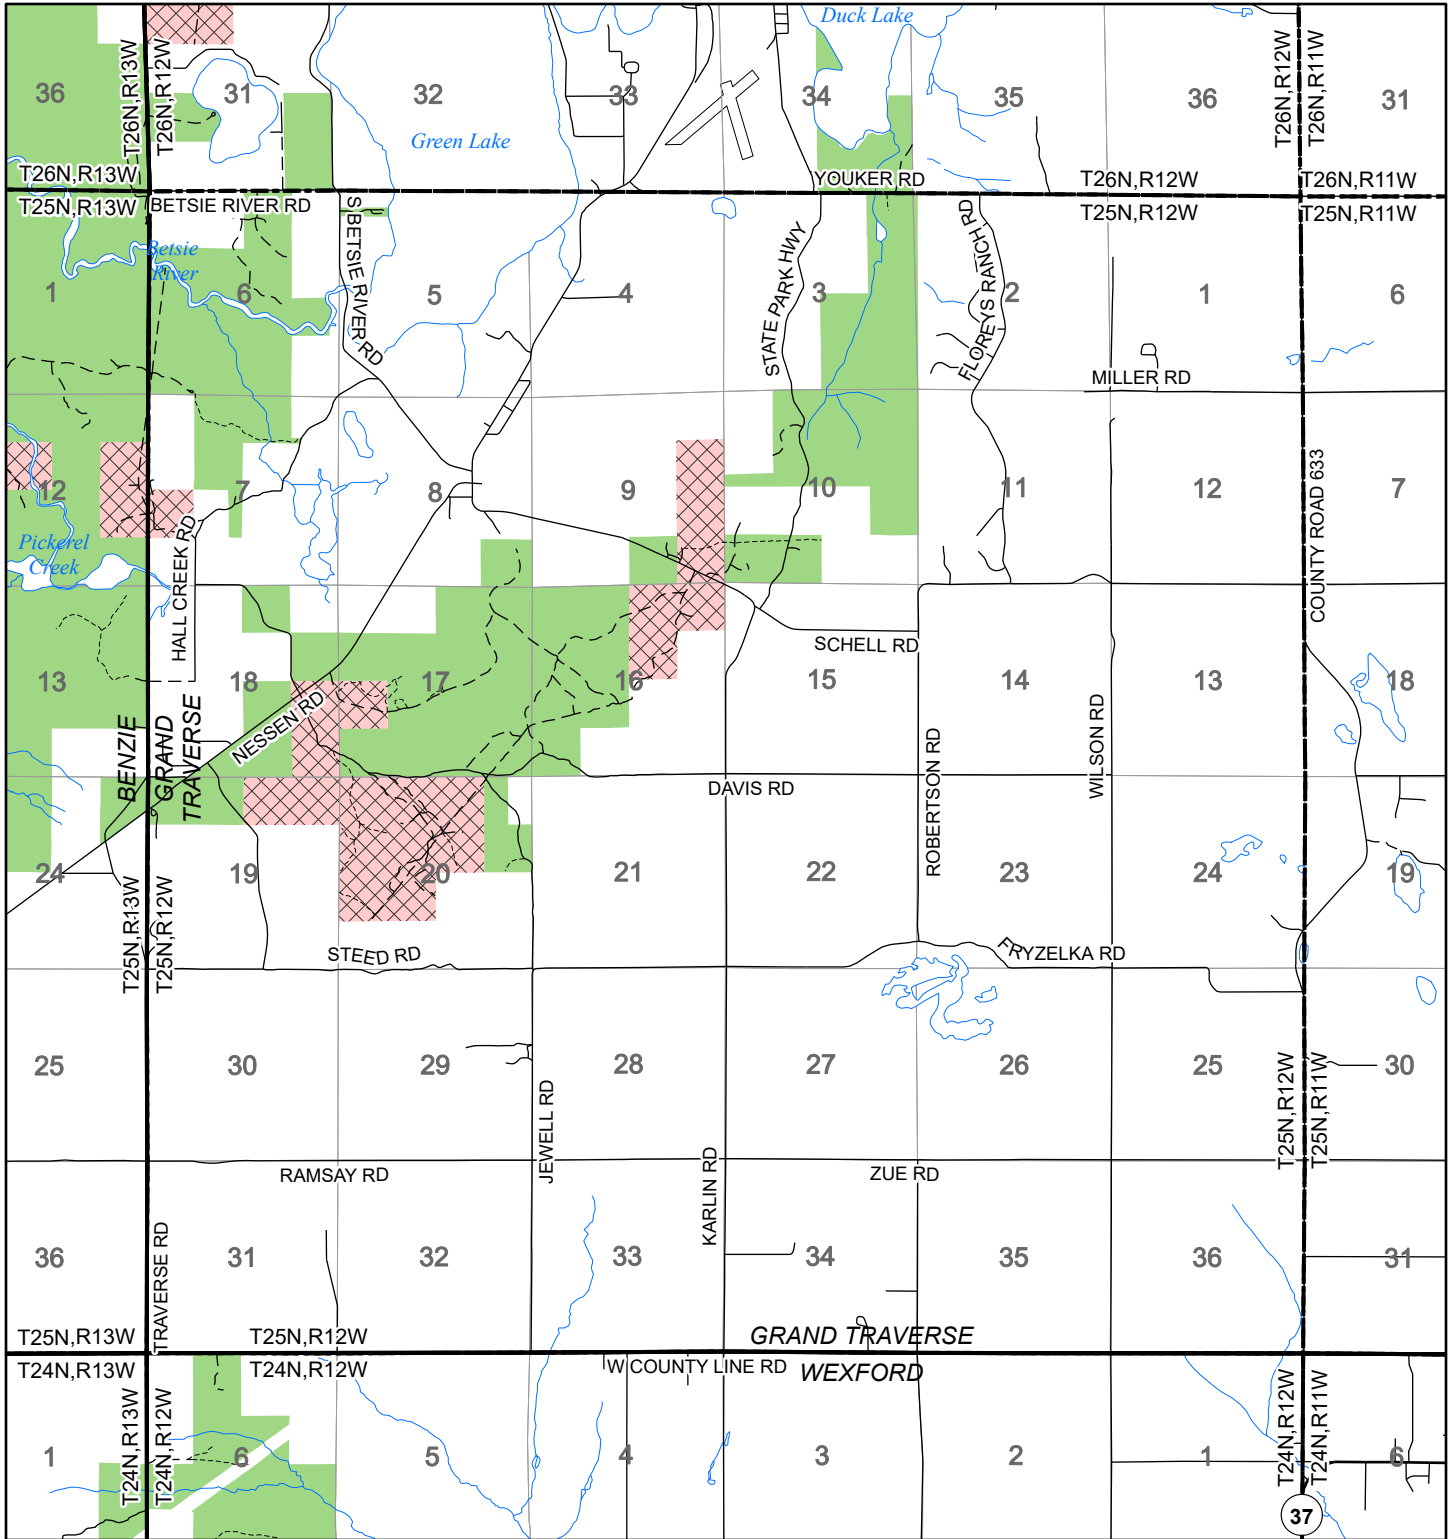 Duck Lake
36
T26N,R13W
T26N,R12W
31
32
33
34
35
36
T26N,R12W
T26N,R11W
31
Green Lake
T26N,R13W
YOUKER RD
T26N,R12W
T26N,R11W
T25N,R13W
BETSIE RIVER RD
T25N,R12W
T25N,R11W
Betsie
River
S BETSIE RIVER RD
STATE PARK HWY
FLOREYS RANCH RD
1
6
5
4
3
2
1
6
MILLER RD
12
7
8
9
10
11
12
7
COUNTY ROAD 633
Pickerel
Creek
HALL CREEK RD
SCHELL RD
13
18
17
16
15
14
13
18
BENZIE
GRAND
TRAVERSE
NESSEN RD
ROBERTSON RD
WILSON RD
DAVIS RD
24
19
20
21
22
23
24
19
T25N,R13W
T25N,R12W
STEED RD
FRYZELKA RD
25
30
29
28
27
26
25
30
T25N,R12W
T25N,R11W
JEWELL RD
RAMSAY RD
KARLIN RD
ZUE RD
36
31
32
33
34
35
36
31
TRAVERSE RD
T25N,R13W
T25N,R12W
GRAND TRAVERSE
T24N,R13W
T24N,R12W
W COUNTY LINE RD
WEXFORD
T24N,R13W
T24N,R12W
1
6
5
4
3
2
1
6
T24N,R12W
T24N,R11W
37